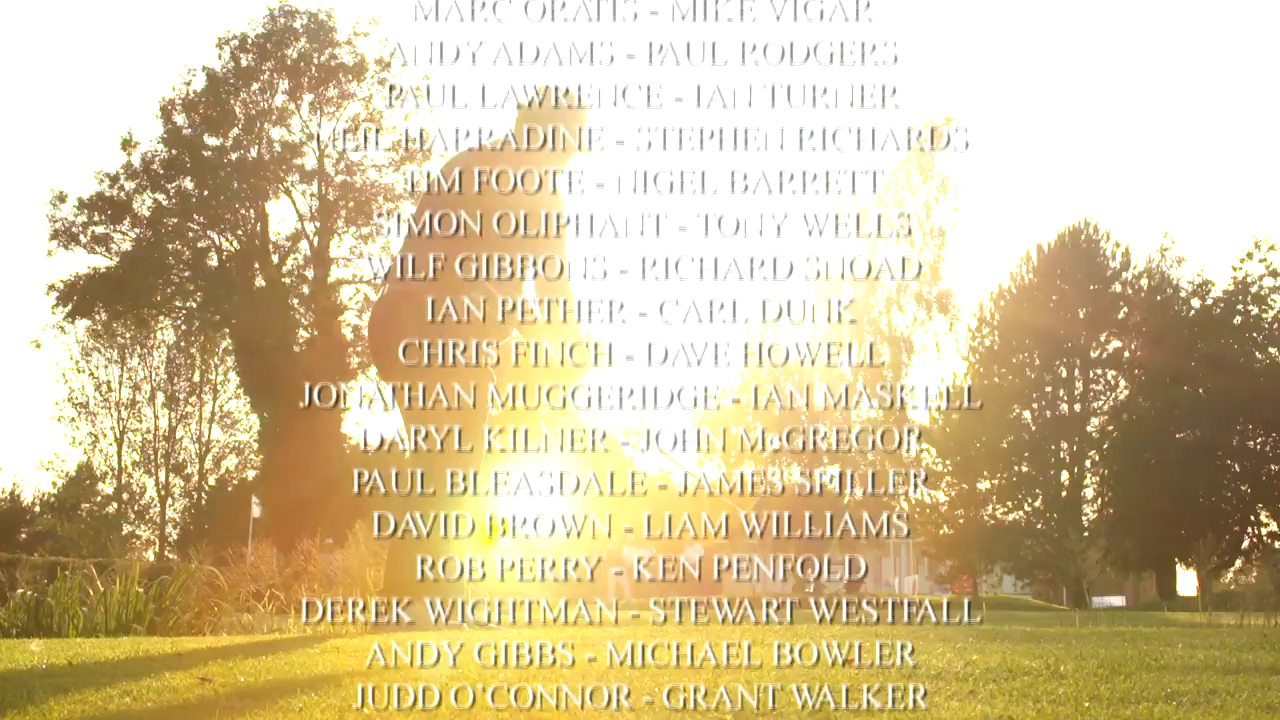 MARC ORATIS - MIKE VIGAR
ANDY ADAMS - PAUL RODGERS
PAUL LAWRENCE - IAN TURNER
NEIL HARRADINE - STEPHEN RICHARDS
TIM FOOTE - NIGEL BARRETT
SIMON OLIPHANT - TONY WELLS
WILF GIBBONS - RICHARD SNOAD
IAN PETHER - CARL DUNK
CHRIS FINCH - DAVE HOWELL
JONATHAN MUGGERIDGE - IAN MASKELL
DARYL KILNER - JOHN McGREGOR
PAUL BLEASDALE - JAMES SPILLER
DAVID BROWN - LIAM WILLIAMS
ROB PERRY - KEN PENFOLD
DEREK WIGHTMAN - STEWART WESTFALL
ANDY GIBBS - MICHAEL BOWLER
JUDD O'CONNOR - GRANT WALKER